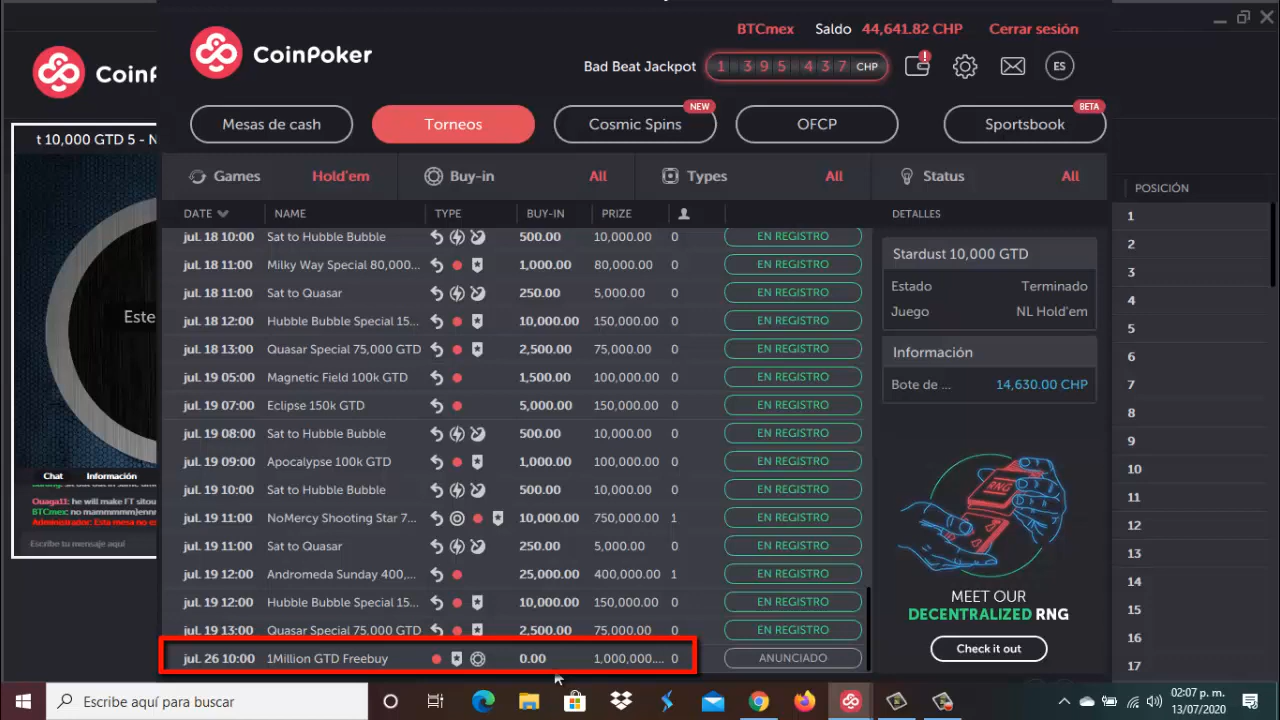 BTCmex Saldo 44,641.82 CHP Cerrar sesión
CoinPoker
Bad Beat Jackpot 1 395 437 CHP ES
CoinP
Mesas de cash Torneos Cosmic Spins NEW OFCP Sportsbook BETA
t 10,000 GTD 5 - N
Games Hold'em Buy-in All Types All Status All
DATE NAME TYPE BUY-IN PRIZE DETALLES POSICIÓN
jul. 18 10:00 Sat to Hubble Bubble 500.00 10,000.00 0 EN REGISTRO
jul. 18 11:00 Milky Way Special 80,000... 1,000.00 80,000.00 0 EN REGISTRO
jul. 18 11:00 Sat to Quasar 250.00 5,000.00 0 EN REGISTRO
jul. 18 12:00 Hubble Bubble Special 15... 10,000.00 150,000.00 0 EN REGISTRO
jul. 18 13:00 Quasar Special 75,000 GTD 2,500.00 75,000.00 0 EN REGISTRO
jul. 19 05:00 Magnetic Field 100k GTD 1,500.00 100,000.00 0 EN REGISTRO
jul. 19 07:00 Eclipse 150k GTD 5,000.00 150,000.00 0 EN REGISTRO
jul. 19 08:00 Sat to Hubble Bubble 500.00 10,000.00 0 EN REGISTRO
jul. 19 09:00 Apocalypse 100k GTD 1,000.00 100,000.00 0 EN REGISTRO
jul. 19 10:00 Sat to Hubble Bubble 500.00 10,000.00 0 EN REGISTRO
jul. 19 11:00 NoMercy Shooting Star 7... 10,000.00 750,000.00 1 EN REGISTRO
jul. 19 11:00 Sat to Quasar 250.00 5,000.00 0 EN REGISTRO
jul. 19 12:00 Andromeda Sunday 400,... 25,000.00 400,000.00 1 EN REGISTRO
jul. 19 12:00 Hubble Bubble Special 15... 10,000.00 150,000.00 0 EN REGISTRO
jul. 19 13:00 Quasar Special 75,000 GTD 2,500.00 75,000.00 0 EN REGISTRO
jul. 26 10:00 1Million GTD Freebuy 0.00 1,000,000.... 0 ANUNCIADO
Stardust 10,000 GTD
Estado Terminado
Juego NL Hold'em
Información
Bote de ... 14,630.00 CHP
RNG
MEET OUR
DECENTRALIZED RNG
Check it out
1
2
3
4
5
6
7
8
9
10
11
12
13
14
15
16
17
Este
Chat Información
Ouaga11: he will make FT sitou
BTCmex: no mammmmmjennn
Administrador: Esta mesa no es
Escribe tu mensaje aquí
Escribe aquí para buscar
02:07 p. m.
13/07/2020